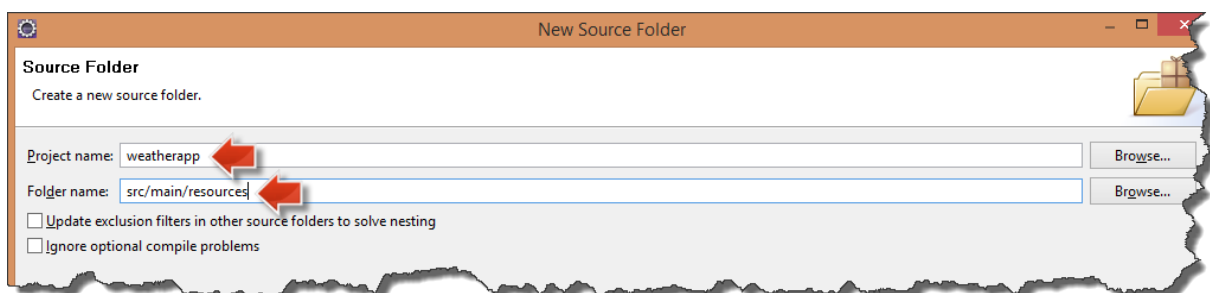 New Source Folder
Source Folder
Create a new source folder.
Project name: weatherapp Browse...
Folder name: src/main/resources Browse...
Update exclusion filters in other source folders to solve nesting
Ignore optional compile problems